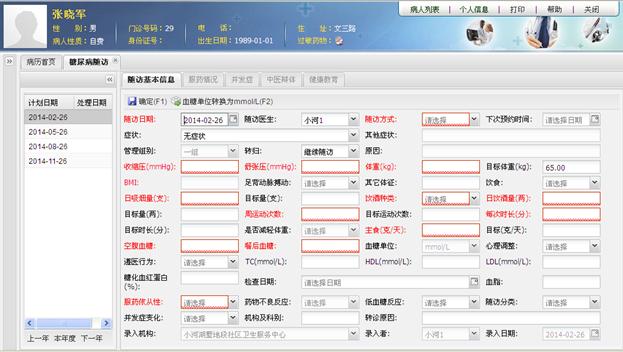 病人列表 | 个人信息 | 打印 | 帮助 | 关闭
张晓军
性 别: 男 门诊号码: 29 电 话: 住 址: 文三路
病人性质: 自费 身份证号: 出生日期: 1989-01-01 过敏药物:
病历首页 糖尿病随访
计划日期 处理日期
2014-02-26
2014-05-26
2014-08-26
2014-11-26
上一年 本年度 下一年
随访基本信息 服药情况 并发症 中医辩体 健康教育
确定(F1) 血糖单位转换为mmol/L(F2)
随访日期: 2014-02-26 随访医生: 小河1 随访方式: 请选择 下次预约时间: 请选择日期
症状: 无症状 其他症状:
管理组别: 一组 转归: 继续随访 原因:
收缩压(mmHg): 舒张压(mmHg): 体重(kg): 目标体重(kg): 65.00
BMI: 足背动脉搏动: 请选择 其它体征: 饮食: 请选择
日吸烟量(支): 目标量(支): 饮酒种类: 请选择 日饮酒量(两):
目标量(两): 周运动次数: 目标运动次数: 每次时长(分):
目标时长(分): 是否减轻体重: 请选择 主食(克/天): 目标(克/天):
空腹血糖: 餐后血糖: 血糖单位: mmol/L 心理调整: 请选择
遵医行为: 请选择 TC(mmol/L): HDL(mmol/L): LDL(mmol/L):
糖化血红蛋白(%): 检查日期: 请选择日期 血脂:
服药依从性: 请选择 药物不良反应: 请选择 低血糖反应: 请选择 随访分类: 请选择
并发症变化: 请选择 机构及科别: 转诊原因:
录入机构: 小河湖墅地段社区卫生服务中心 录入者: 小河1 录入日期: 2014-02-26